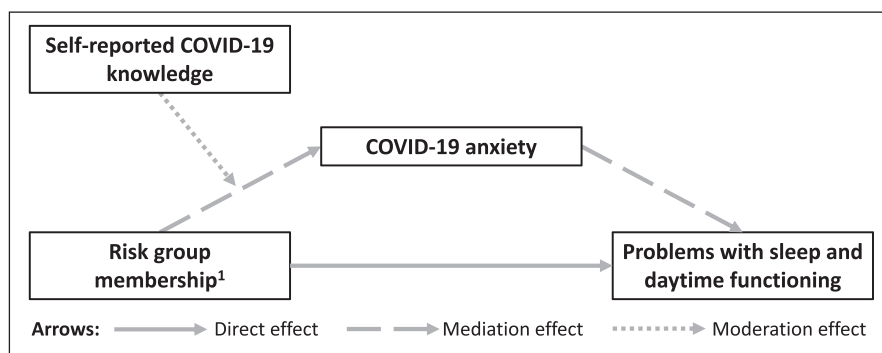 Self-reported COVID-19
knowledge
COVID-19 anxiety
Risk group
membership¹
Problems with sleep and
daytime functioning
Arrows: Direct effect Mediation effect Moderation effect